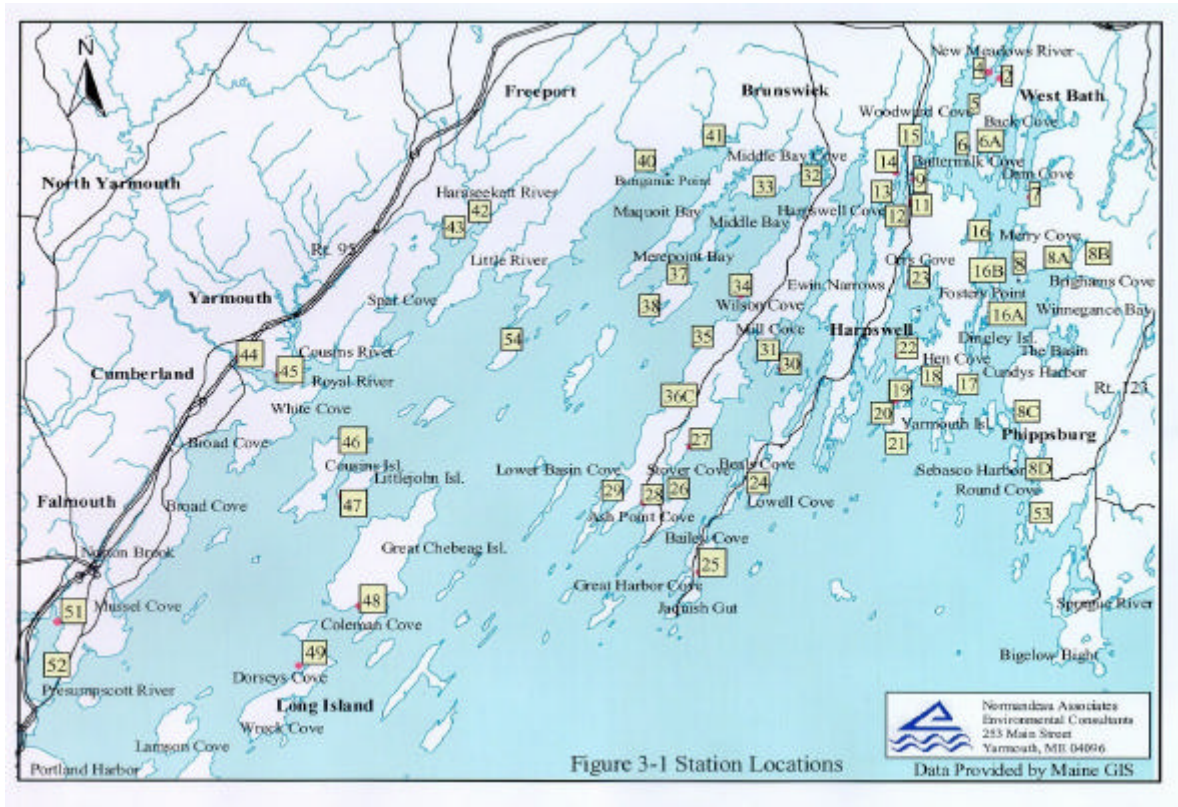 N
New Meadows River
4
2
Freeport
Brunswick
West Bath
5
Woodward Cove
Back Cove
41
15
6
6A
40
Middle Bay Cove
14
Buttermilk Cove
North Yarmouth
32
9
Bunganic Point
33
13
7
Haraseekatt River
42
11
Maquoit Bay
Harpswell Cove
12
43
Middle Bay
16
Merry Cove
Rt. 95
Little River
Merepoint Bay
Orrs Cove
8
8A
8B
37
23
16B
Brighams Cove
34
Ewin Narrows
Yarmouth
Spar Cove
38
Wilson Cove
Fosters Point
16A
Winnegance Bay
54
35
Mill Cove
Harpswell
Dingley Isl.
44
Cousins River
31
22
The Basin
Cumberland
45
30
Hen Cove
Royal River
18
17
Cundys Harbor
Rt. 123
White Cove
36C
19
20
8C
Broad Cove
46
27
Yarmouth Isl.
Phippsburg
21
Cousins Isl.
Lower Basin Cove
Stover Cove
Beals Cove
Sebasco Harbor
8D
Littlejohn Isl.
29
28
26
24
Round Cove
Falmouth
Broad Cove
47
Lowell Cove
53
Ash Point Cove
Bailey Cove
Norton Brook
Great Chebeag Isl.
25
Great Harbor Cove
51
Mussel Cove
48
Jaquish Gut
Sprague River
Coleman Cove
52
49
Bigelow Bight
Presumpscott River
Dorseys Cove
Long Island
Wreck Cove
Lamson Cove
Portland Harbor
Normandeau Associates
Environmental Consultants
253 Main Street
Yarmouth, ME 04096
Figure 3-1 Station Locations
Data Provided by Maine GIS